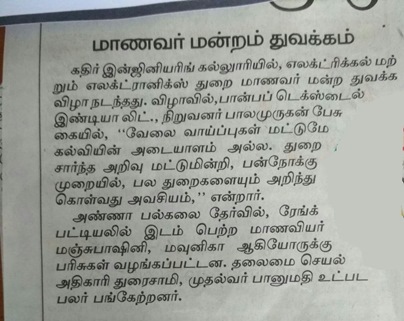 மாணவர் மன்றம் துவக்கம்
கதிர் இன்ஜினியரிங் கல்லூரியில், எலக்ட்ரிக்கல் மற்
றும் எலக்ட்ரானிக்ஸ் துறை மாணவர் மன்ற துவக்க
விழா நடந்தது. விழாவில்,பான்பப் டெக்ஸ்டைல்
இண்டியா லிட்., நிறுவனர் பாலமுருகன் பேசு
கையில், ''வேலை வாய்ப்புகள் மட்டுமே
கல்வியின் அடையாளம் அல்ல. துறை
சார்ந்த அறிவு மட்டுமின்றி, பன்நோக்கு
முறையில், பல துறைகளையும் அறிந்து
கொள்வது அவசியம்,'' என்றார்.
அண்ணா பல்கலை தேர்வில், ரேங்க்
பட்டியலில் இடம் பெற்ற மாணவியர்
மஞ்சுபாஷினி, மவுனிகா ஆகியோருக்கு
பரிசுகள் வழங்கப்பட்டன. தலைமை செயல்
அதிகாரி துரைசாமி, முதல்வர் பானுமதி உட்பட
பலர் பங்கேற்றனர்.